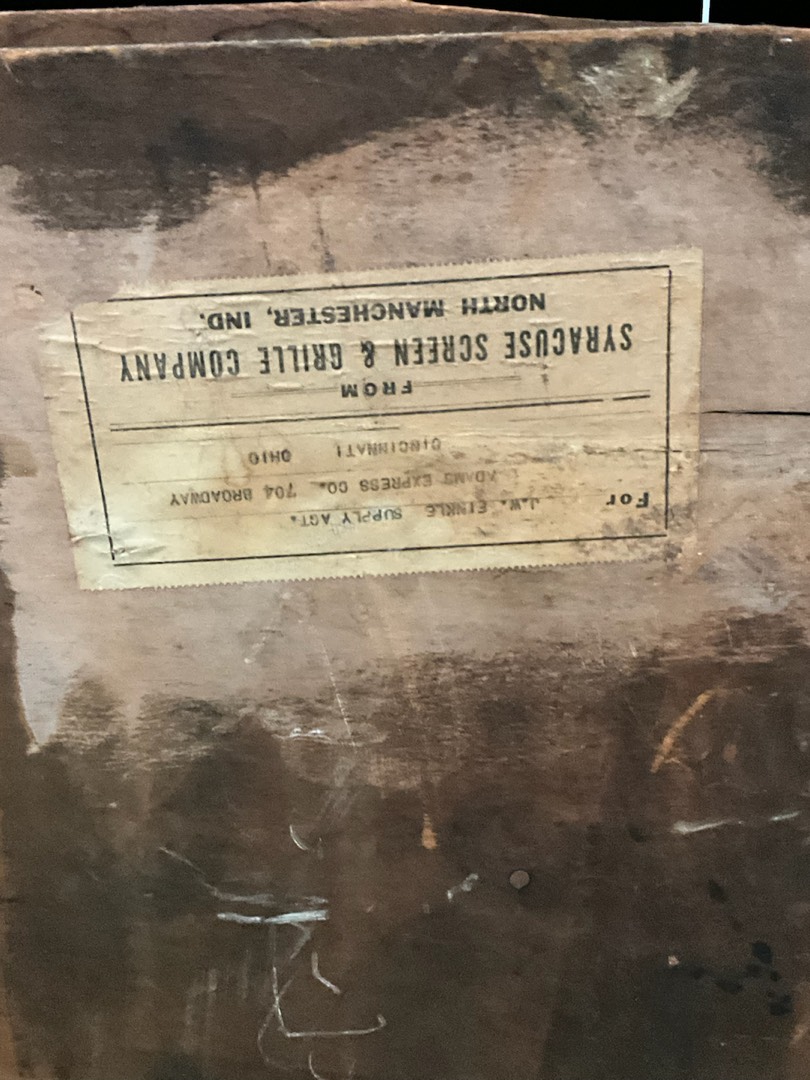 For J.W. EINKLE SUPPLY AGT.
ADAMS EXPRESS CO. 704 BROADWAY
CINCINNATI OHIO
FROM
SYRACUSE SCREEN & GRILLE COMPANY
NORTH MANCHESTER, IND.